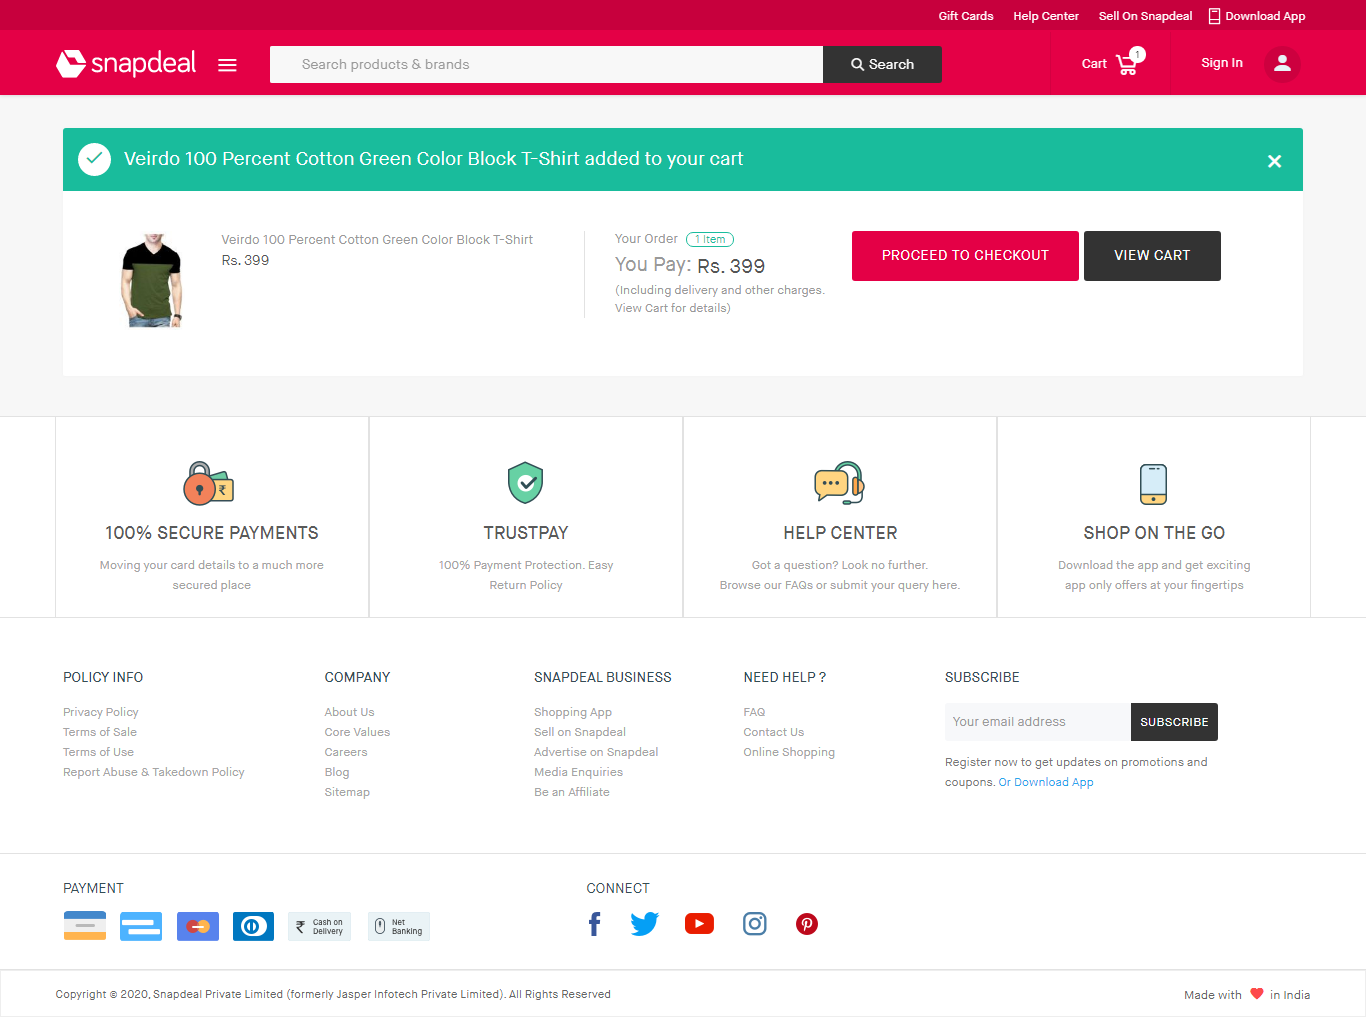 Gift Cards Help Center Sell On Snapdeal Download App
snapdeal
Search products & brands
Search
Cart 1
Sign In
Veirdo 100 Percent Cotton Green Color Block T-Shirt added to your cart
Veirdo 100 Percent Cotton Green Color Block T-Shirt
Rs. 399
Your Order 1 Item
You Pay: Rs. 399
(Including delivery and other charges.
View Cart for details)
PROCEED TO CHECKOUT
VIEW CART
100% SECURE PAYMENTS
Moving your card details to a much more
secured place
TRUSTPAY
100% Payment Protection. Easy
Return Policy
HELP CENTER
Got a question? Look no further.
Browse our FAQs or submit your query here.
SHOP ON THE GO
Download the app and get exciting
app only offers at your fingertips
POLICY INFO
Privacy Policy
Terms of Sale
Terms of Use
Report Abuse & Takedown Policy
COMPANY
About Us
Core Values
Careers
Blog
Sitemap
SNAPDEAL BUSINESS
Shopping App
Sell on Snapdeal
Advertise on Snapdeal
Media Enquiries
Be an Affiliate
NEED HELP ?
FAQ
Contact Us
Online Shopping
SUBSCRIBE
Your email address
SUBSCRIBE
Register now to get updates on promotions and
coupons. Or Download App
PAYMENT
₹ Cash on
Delivery
Net
Banking
CONNECT
Copyright © 2020, Snapdeal Private Limited (formerly Jasper Infotech Private Limited). All Rights Reserved
Made with in India